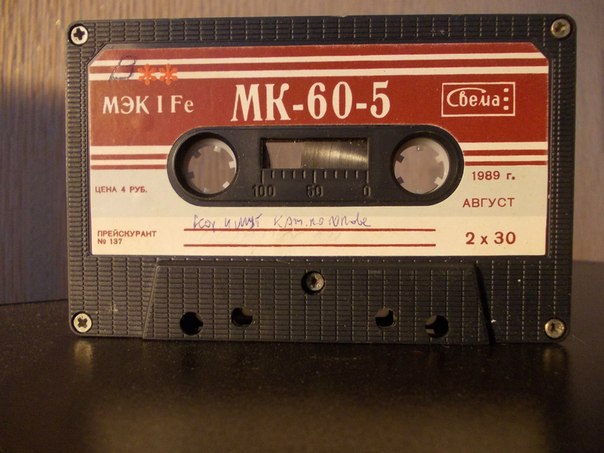 В**
МЭК I Fe
МК-60-5
Свема
ЦЕНА 4 РУБ.
100 50 0
1989 г.
АВГУСТ
ПРЕЙСКУРАНТ
№ 137
2 х 30